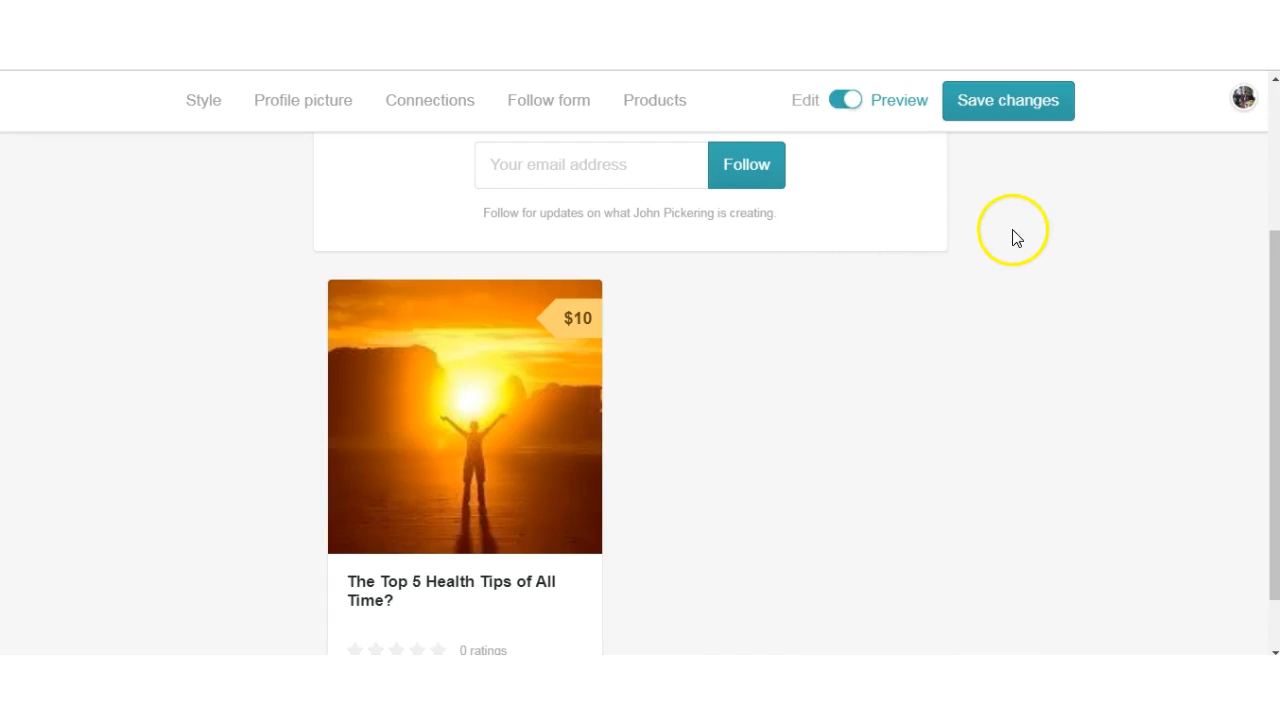 Style Profile picture Connections Follow form Products Edit Preview Save changes
Your email address Follow
Follow for updates on what John Pickering is creating.
$10
The Top 5 Health Tips of All
Time?
0 ratings